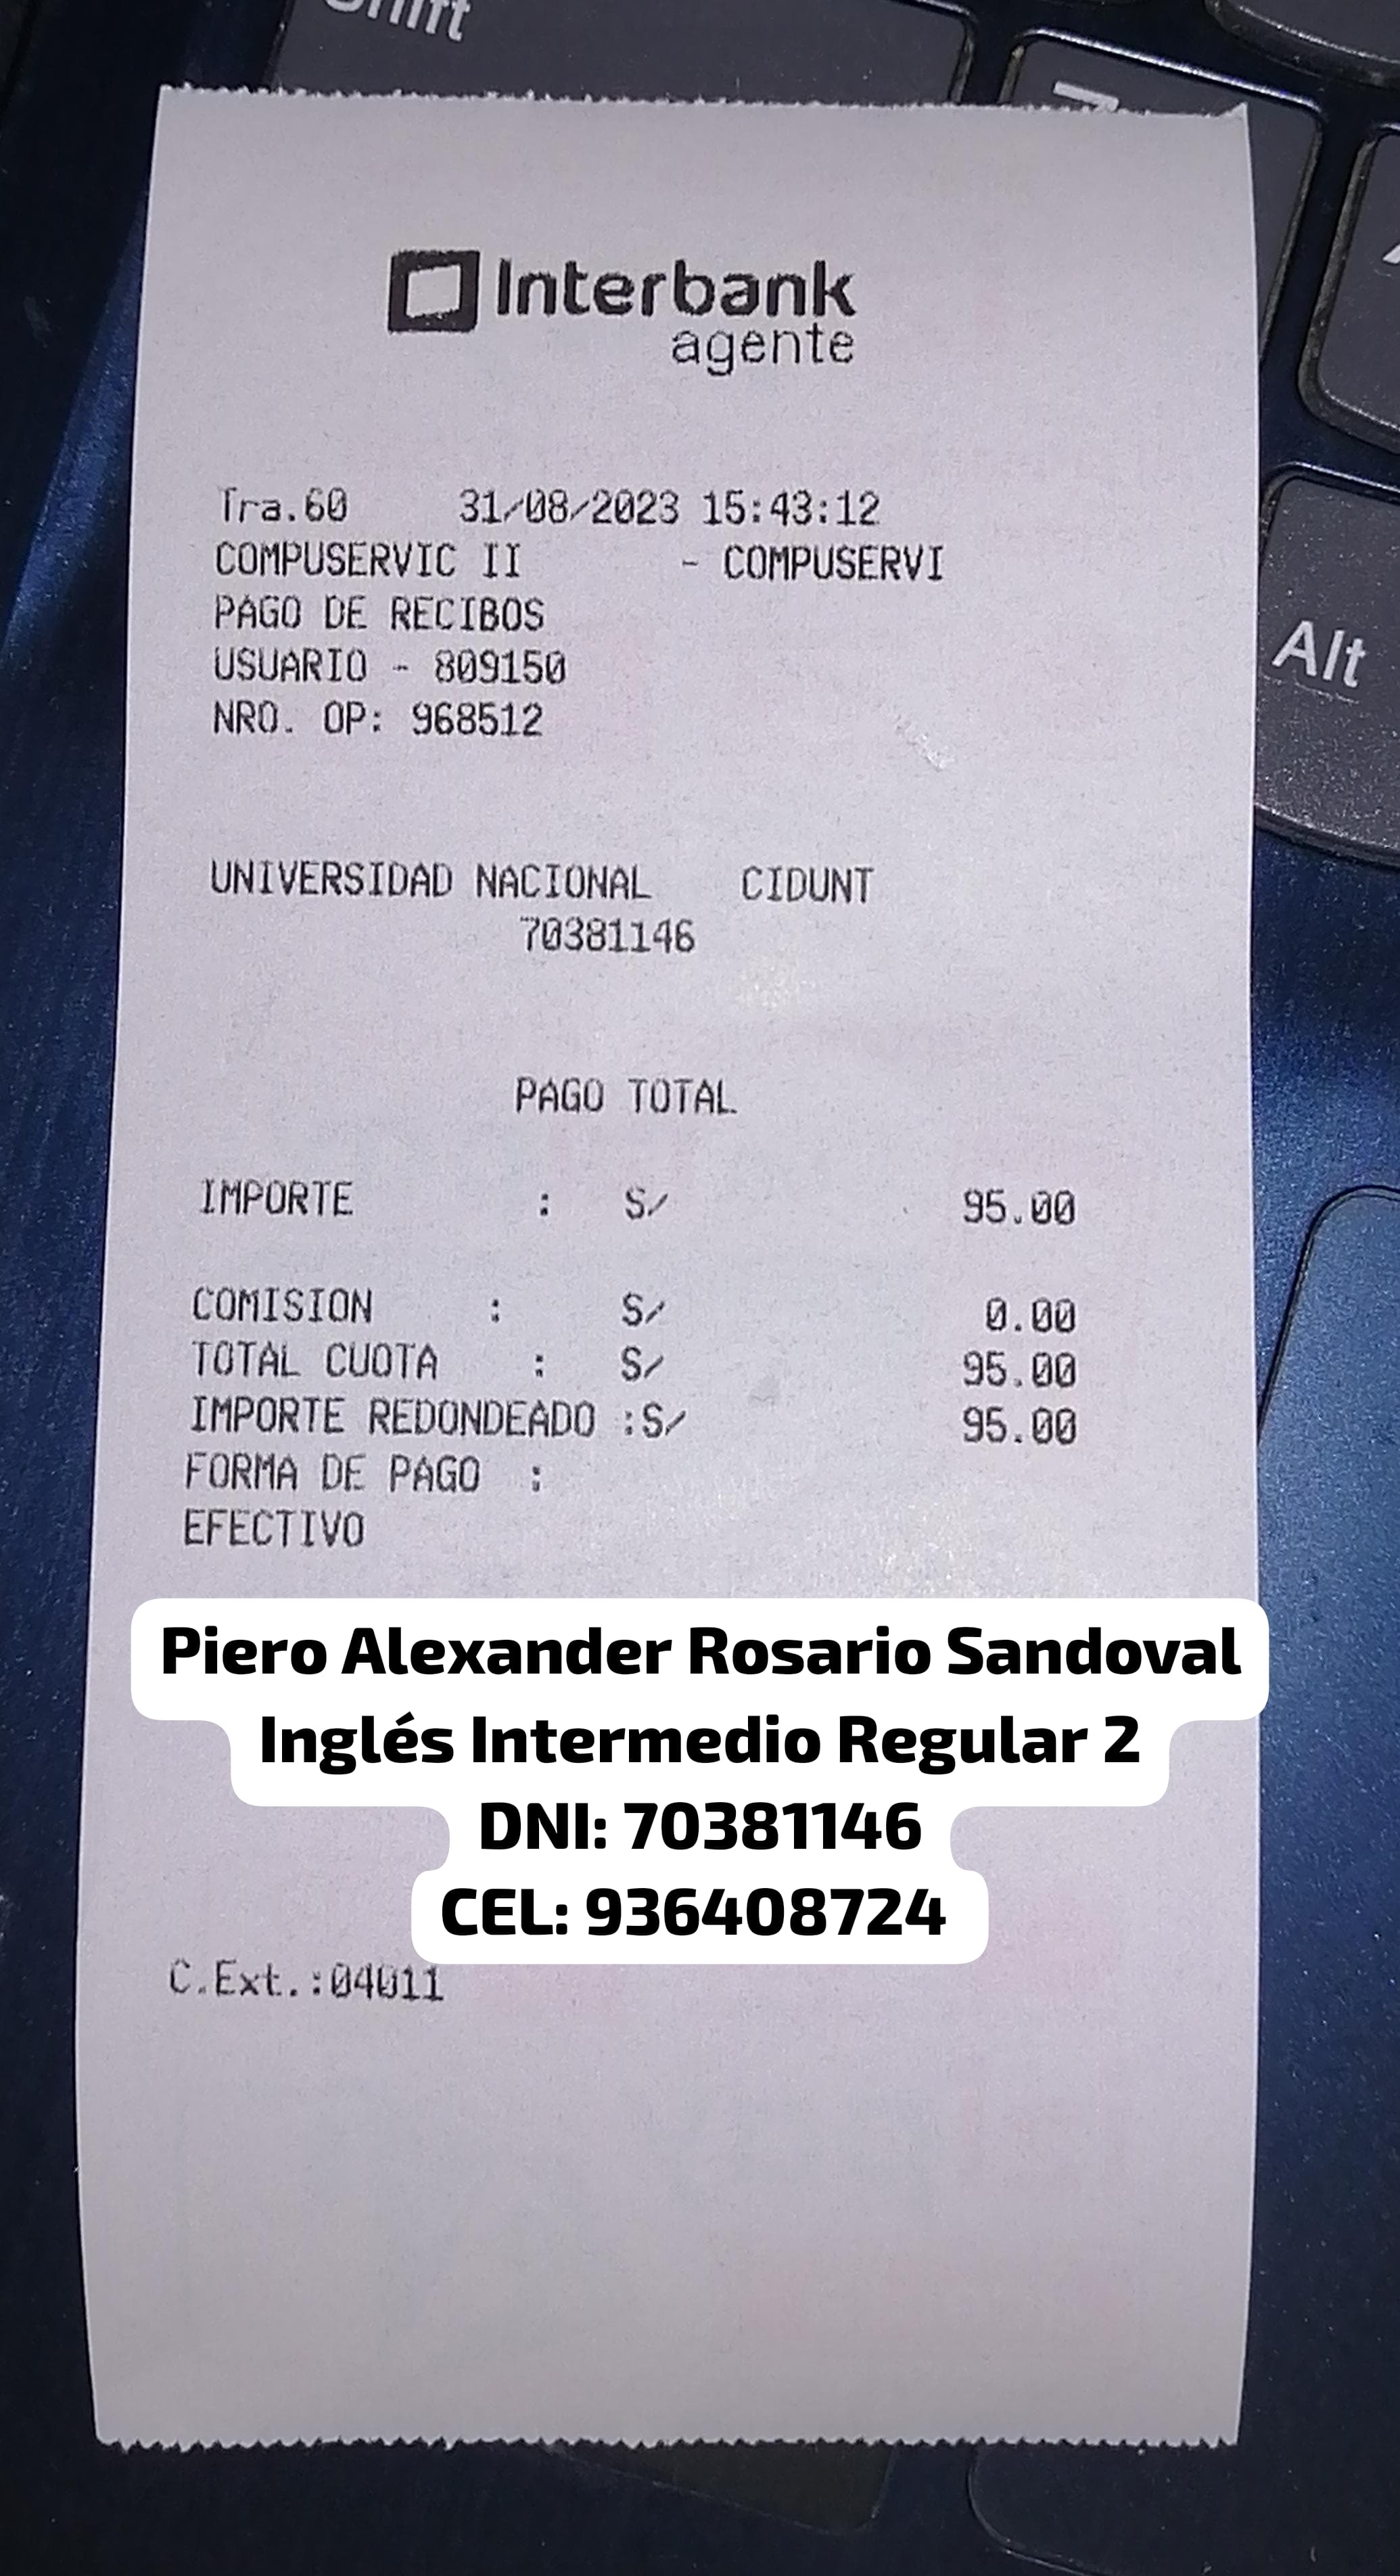 Shift
Z
Interbank
agente
Tra.60 31/08/2023 15:43:12
COMPUSERVIC II - COMPUSERVI
PAGO DE RECIBOS
USUARIO - 809150
NRO. OP: 968512
Alt
UNIVERSIDAD NACIONAL CIDUNT
70381146
PAGO TOTAL
IMPORTE : S/ 95.00
COMISION : S/ 0.00
TOTAL CUOTA : S/ 95.00
IMPORTE REDONDEADO :S/ 95.00
FORMA DE PAGO :
EFECTIVO
Piero Alexander Rosario Sandoval
Inglés Intermedio Regular 2
DNI: 70381146
CEL: 936408724
C.Ext.:04011